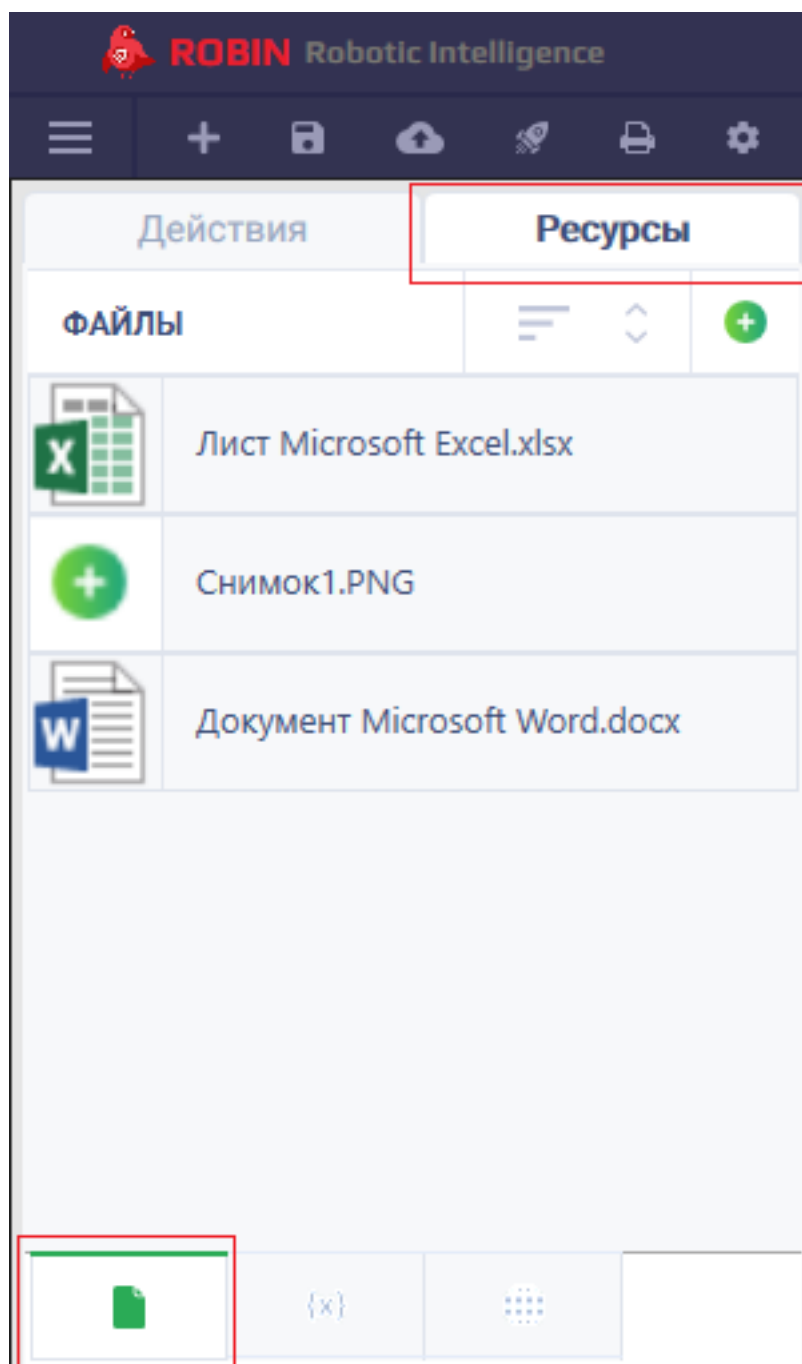 ROBIN Robotic Intelligence
Действия Ресурсы
ФАЙЛЫ
Лист Microsoft Excel.xlsx
Снимок1.PNG
Документ Microsoft Word.docx
{x}